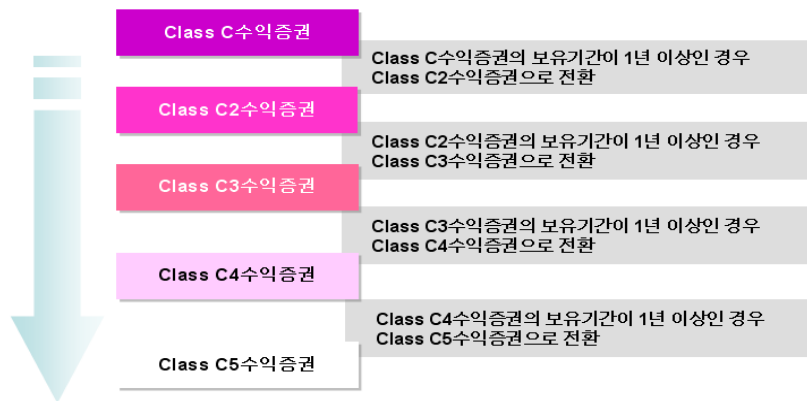 Class C수익증권
Class C수익증권의 보유기간이 1년 이상인 경우
Class C2수익증권으로 전환
Class C2수익증권
Class C2수익증권의 보유기간이 1년 이상인 경우
Class C3수익증권으로 전환
Class C3수익증권
Class C3수익증권의 보유기간이 1년 이상인 경우
Class C4수익증권으로 전환
Class C4수익증권
Class C4수익증권의 보유기간이 1년 이상인 경우
Class C5수익증권으로 전환
Class C5수익증권